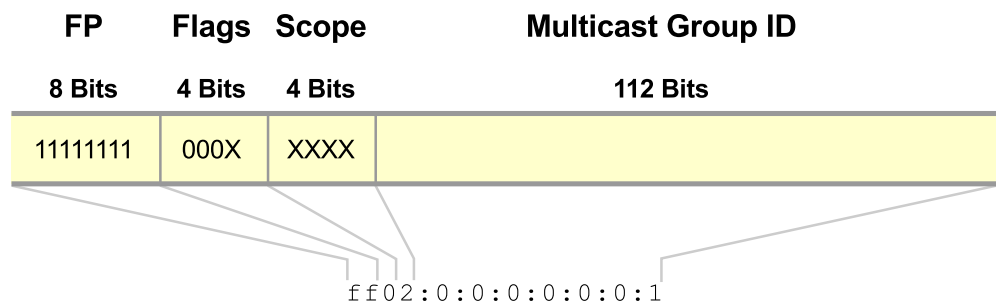 FP Flags Scope Multicast Group ID
8 Bits 4 Bits 4 Bits 112 Bits
11111111 000X XXXX
ff02:0:0:0:0:0:0:1